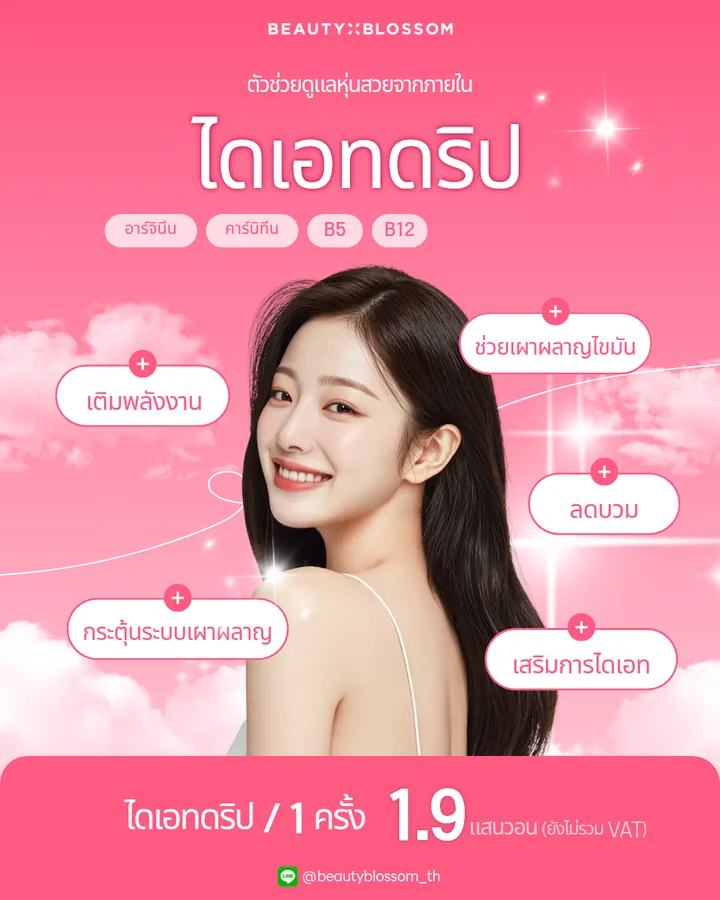 BEAUTY BLOSSOM
ตัวช่วยดูแลหุ่นสวยจากภายใน
ไดเอทดริป
อาร์จินีน คาร์นิทีน B5 B12
ช่วยเผาผลาญไขมัน
เติมพลังงาน
ลดบวม
กระตุ้นระบบเผาผลาญ
เสริมการไดเอท
ไดเอทดริป / 1 ครั้ง 1.9 แสนวอน (ยังไม่รวม VAT)
LINE @beautyblossom_th